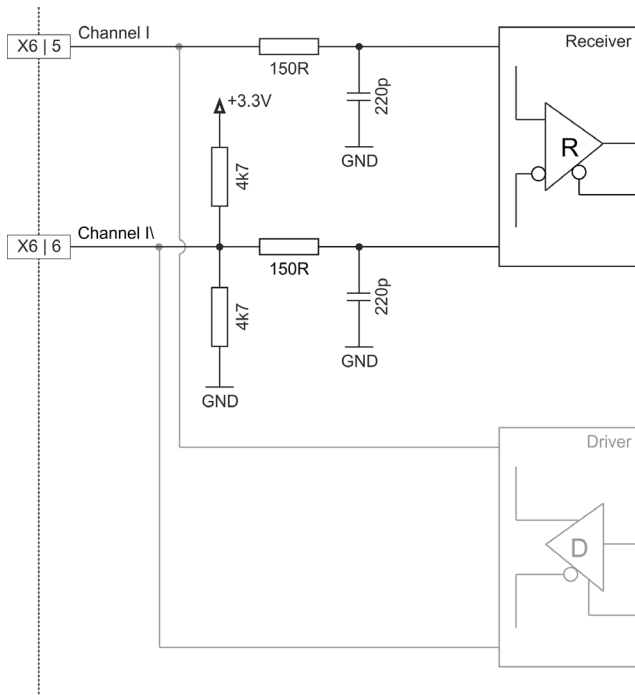 Channel I
Receiver
X6 | 5
150R
220p
+3.3V
GND
4k7
R
Channel I\
X6 | 6
150R
220p
4k7
GND
GND
Driver
D